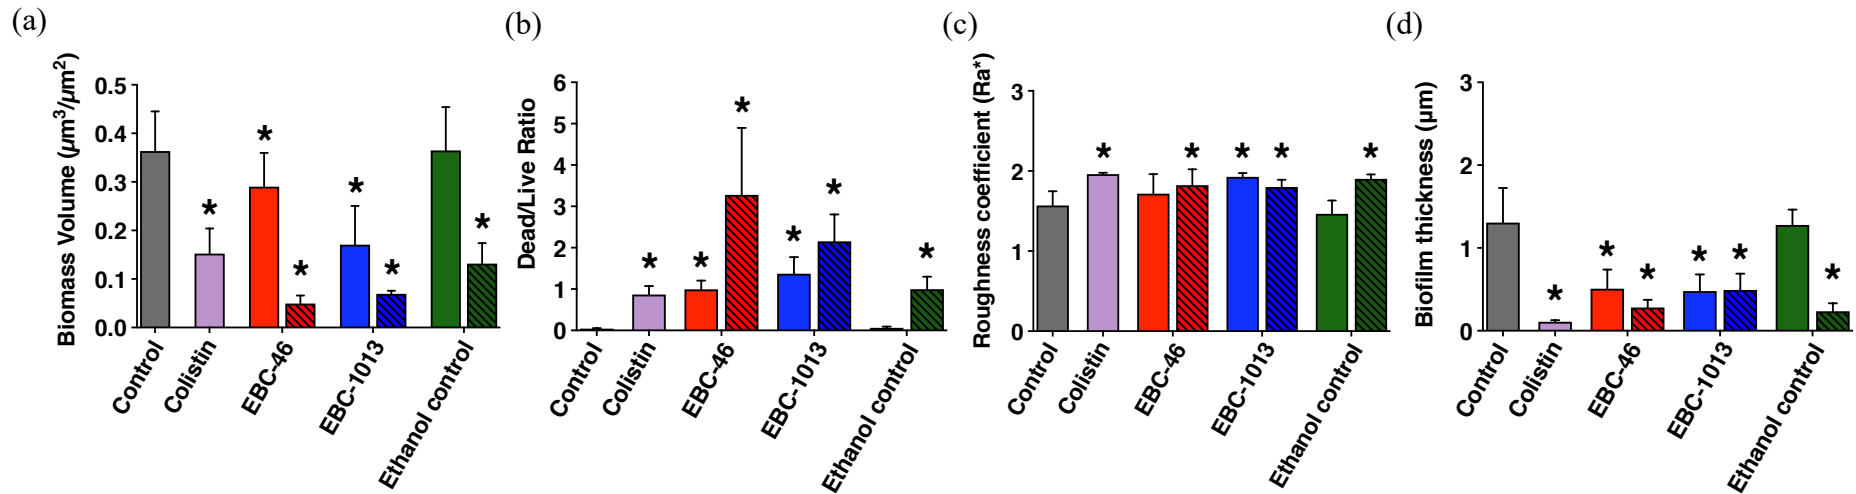 (a)
Biomass Volume (µm³/µm²)
0.5
0.4
0.3
0.2
0.1
0.0
*
*
*
*
*
*
Control
Colistin
EBC-46
EBC-1013
Ethanol control
(b)
Dead/Live Ratio
6
5
4
3
2
1
0
*
*
*
*
*
*
Control
Colistin
EBC-46
EBC-1013
Ethanol control
(c)
Roughness coefficient (Ra*)
3
2
1
0
*
*
*
*
*
Control
Colistin
EBC-46
EBC-1013
Ethanol control
(d)
Biofilm thickness (µm)
3
2
1
0
*
*
*
*
*
*
Control
Colistin
EBC-46
EBC-1013
Ethanol control